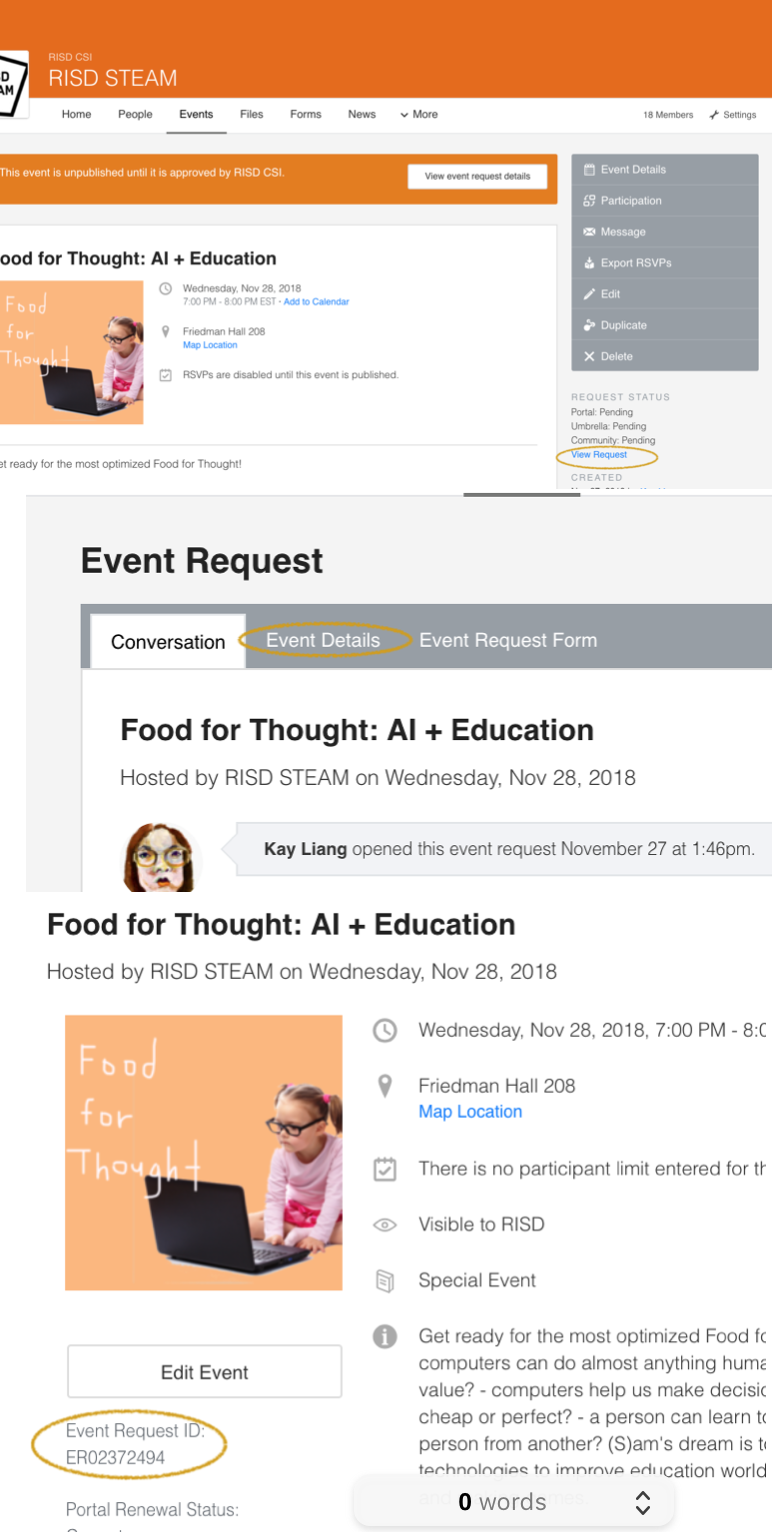 RISD CSI
RISD STEAM
D
AM
Home People Events Files Forms News More 18 Members Settings
This event is unpublished until it is approved by RISD CSI. View event request details
Event Details
Participation
Message
Export RSVPs
Edit
Duplicate
Delete
ood for Thought: AI + Education
Food
for
Thought
Wednesday, Nov 28, 2018
7:00 PM - 8:00 PM EST · Add to Calendar
Friedman Hall 208
Map Location
RSVPs are disabled until this event is published.
REQUEST STATUS
Portal: Pending
Umbrella: Pending
Community: Pending
View Request
CREATED
et ready for the most optimized Food for Thought!
Event Request
Conversation Event Details Event Request Form
Food for Thought: AI + Education
Hosted by RISD STEAM on Wednesday, Nov 28, 2018
Kay Liang opened this event request November 27 at 1:46pm.
Food for Thought: AI + Education
Hosted by RISD STEAM on Wednesday, Nov 28, 2018
Food
for
Thought
Wednesday, Nov 28, 2018, 7:00 PM - 8:0
Friedman Hall 208
Map Location
There is no participant limit entered for th
Visible to RISD
Special Event
Get ready for the most optimized Food fo
computers can do almost anything huma
value? - computers help us make decisio
cheap or perfect? - a person can learn to
person from another? (S)am's dream is to
technologies to improve education world
Edit Event
Event Request ID:
ER02372494
Portal Renewal Status:
0 words